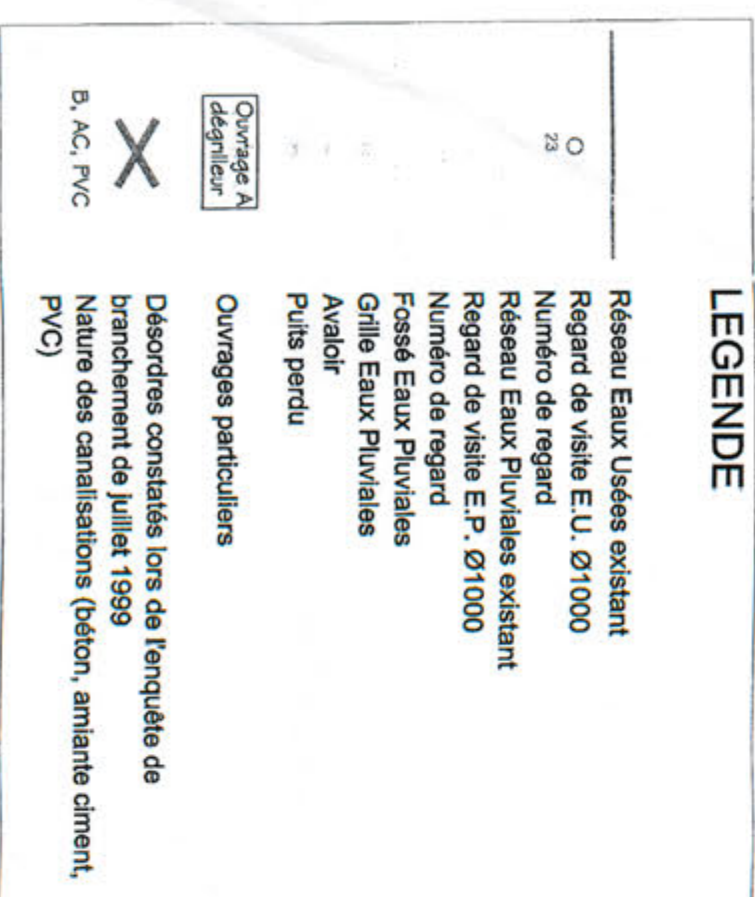 LEGENDE
Réseau Eaux Usées existant
Regard de visite E.U. Ø1000
23 Numéro de regard
Réseau Eaux Pluviales existant
Regard de visite E.P. Ø1000
Numéro de regard
Fossé Eaux Pluviales
Grille Eaux Pluviales
Avaloir
Puits perdu
Ouvrage A
dégrilleur
Ouvrages particuliers
Désordres constatés lors de l'enquête de
branchement de juillet 1999
B, AC, PVC
Nature des canalisations (béton, amiante ciment,
PVC)